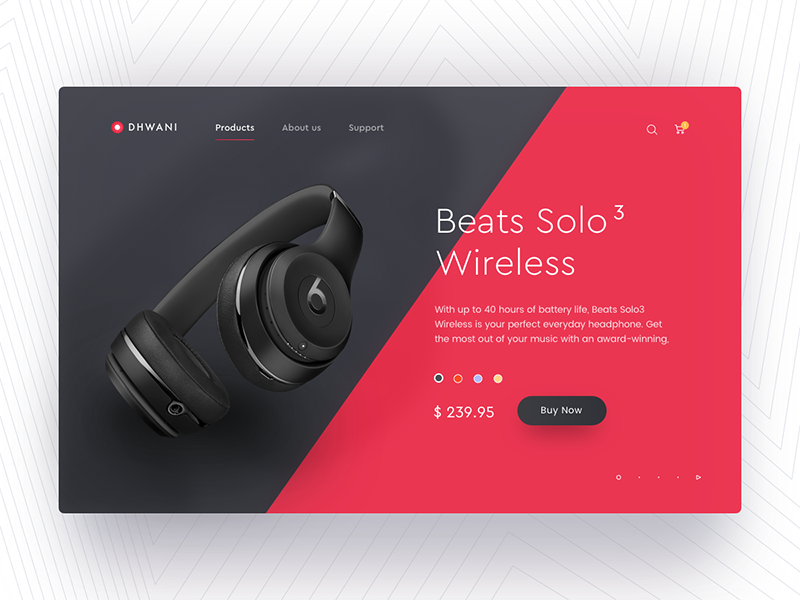 DHWANI
Products
About us
Support
Beats Solo³
Wireless
With up to 40 hours of battery life, Beats Solo3
Wireless is your perfect everyday headphone. Get
the most out of your music with an award-winning,
$ 239.95
Buy Now